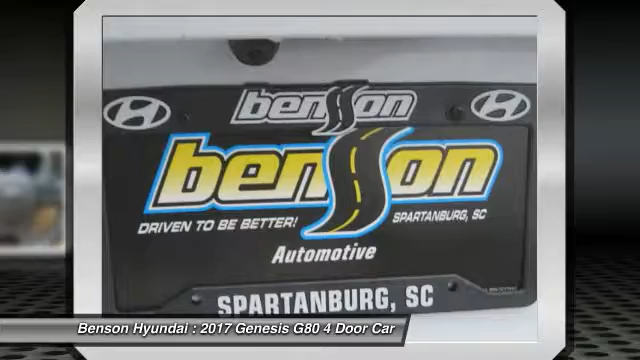 benson
benson
DRIVEN TO BE BETTER!
SPARTANBURG, SC
Automotive
SPARTANBURG, SC
Benson Hyundai : 2017 Genesis G80 4 Door Car